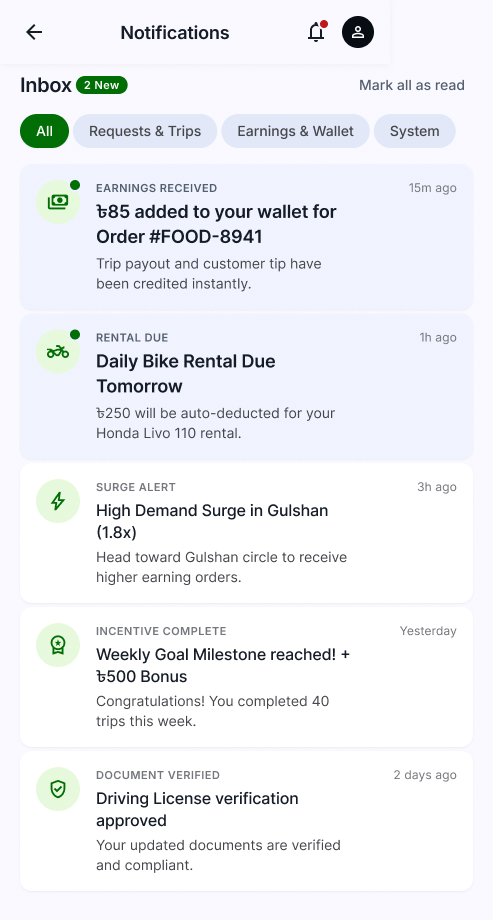 Notifications
Inbox
2 New
Mark all as read
All
Requests & Trips
Earnings & Wallet
System
EARNINGS RECEIVED
15m ago
৳85 added to your wallet for
Order #FOOD-8941
Trip payout and customer tip have
been credited instantly.
RENTAL DUE
1h ago
Daily Bike Rental Due
Tomorrow
৳250 will be auto-deducted for your
Honda Livo 110 rental.
SURGE ALERT
3h ago
High Demand Surge in Gulshan
(1.8x)
Head toward Gulshan circle to receive
higher earning orders.
INCENTIVE COMPLETE
Yesterday
Weekly Goal Milestone reached! +
৳500 Bonus
Congratulations! You completed 40
trips this week.
DOCUMENT VERIFIED
2 days ago
Driving License verification
approved
Your updated documents are verified
and compliant.